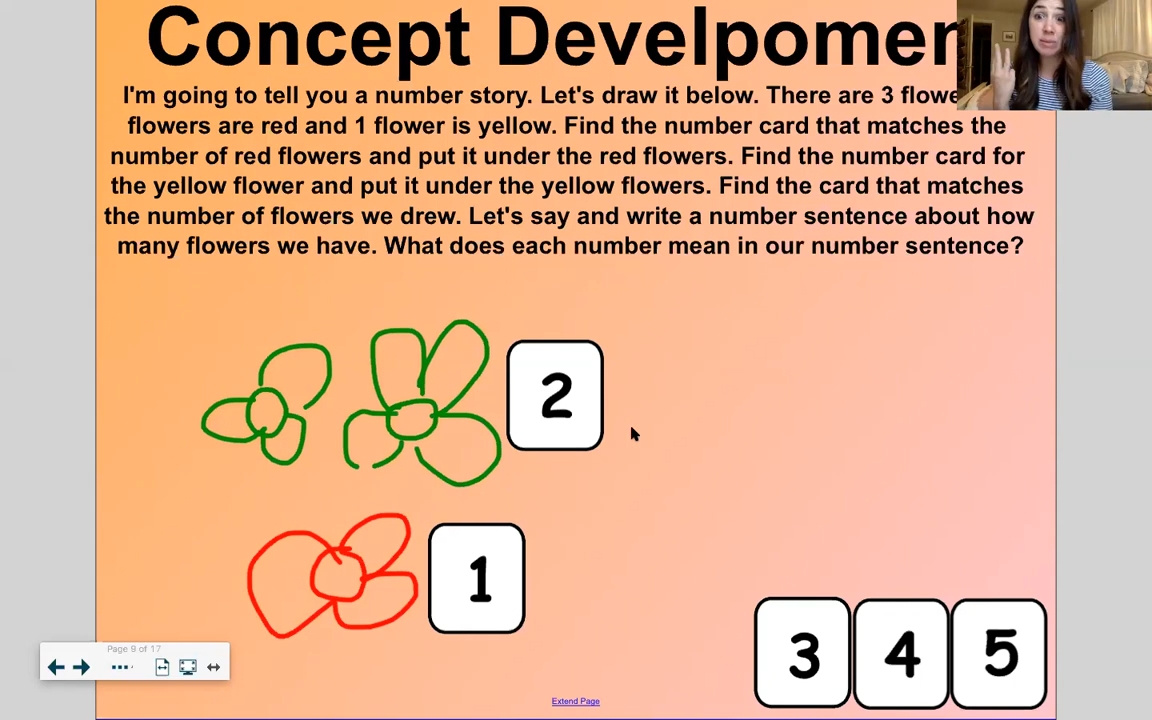 Concept Develpomen
I'm going to tell you a number story. Let's draw it below. There are 3 flowe
flowers are red and 1 flower is yellow. Find the number card that matches the
number of red flowers and put it under the red flowers. Find the number card for
the yellow flower and put it under the yellow flowers. Find the card that matches
the number of flowers we drew. Let's say and write a number sentence about how
many flowers we have. What does each number mean in our number sentence?
2
1
3 4 5
Page 9 of 17
Extend Page